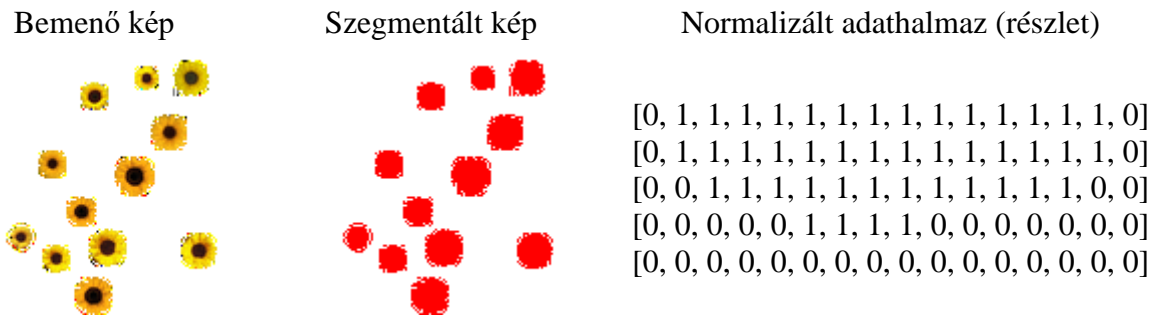 Bemenő kép
Szegmentált kép
Normalizált adathalmaz (részlet)
[0, 1, 1, 1, 1, 1, 1, 1, 1, 1, 1, 1, 1, 1, 1, 0]
[0, 1, 1, 1, 1, 1, 1, 1, 1, 1, 1, 1, 1, 1, 1, 0]
[0, 0, 1, 1, 1, 1, 1, 1, 1, 1, 1, 1, 1, 1, 0, 0]
[0, 0, 0, 0, 0, 1, 1, 1, 1, 0, 0, 0, 0, 0, 0, 0]
[0, 0, 0, 0, 0, 0, 0, 0, 0, 0, 0, 0, 0, 0, 0, 0]